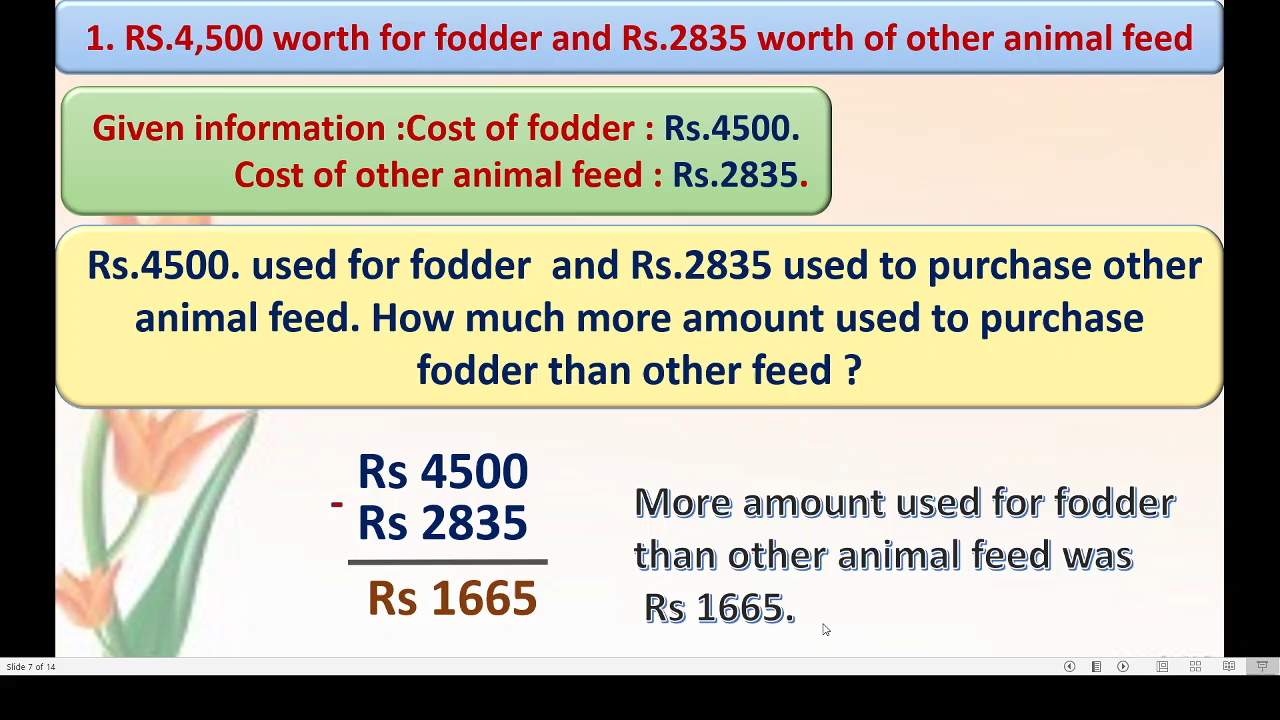 1. RS.4,500 worth for fodder and Rs.2835 worth of other animal feed
Given information :Cost of fodder : Rs.4500.
Cost of other animal feed : Rs.2835.
Rs.4500. used for fodder and Rs.2835 used to purchase other
animal feed. How much more amount used to purchase
fodder than other feed ?
Rs 4500
- Rs 2835
Rs 1665
More amount used for fodder
than other animal feed was
Rs 1665.
Slide 7 of 14